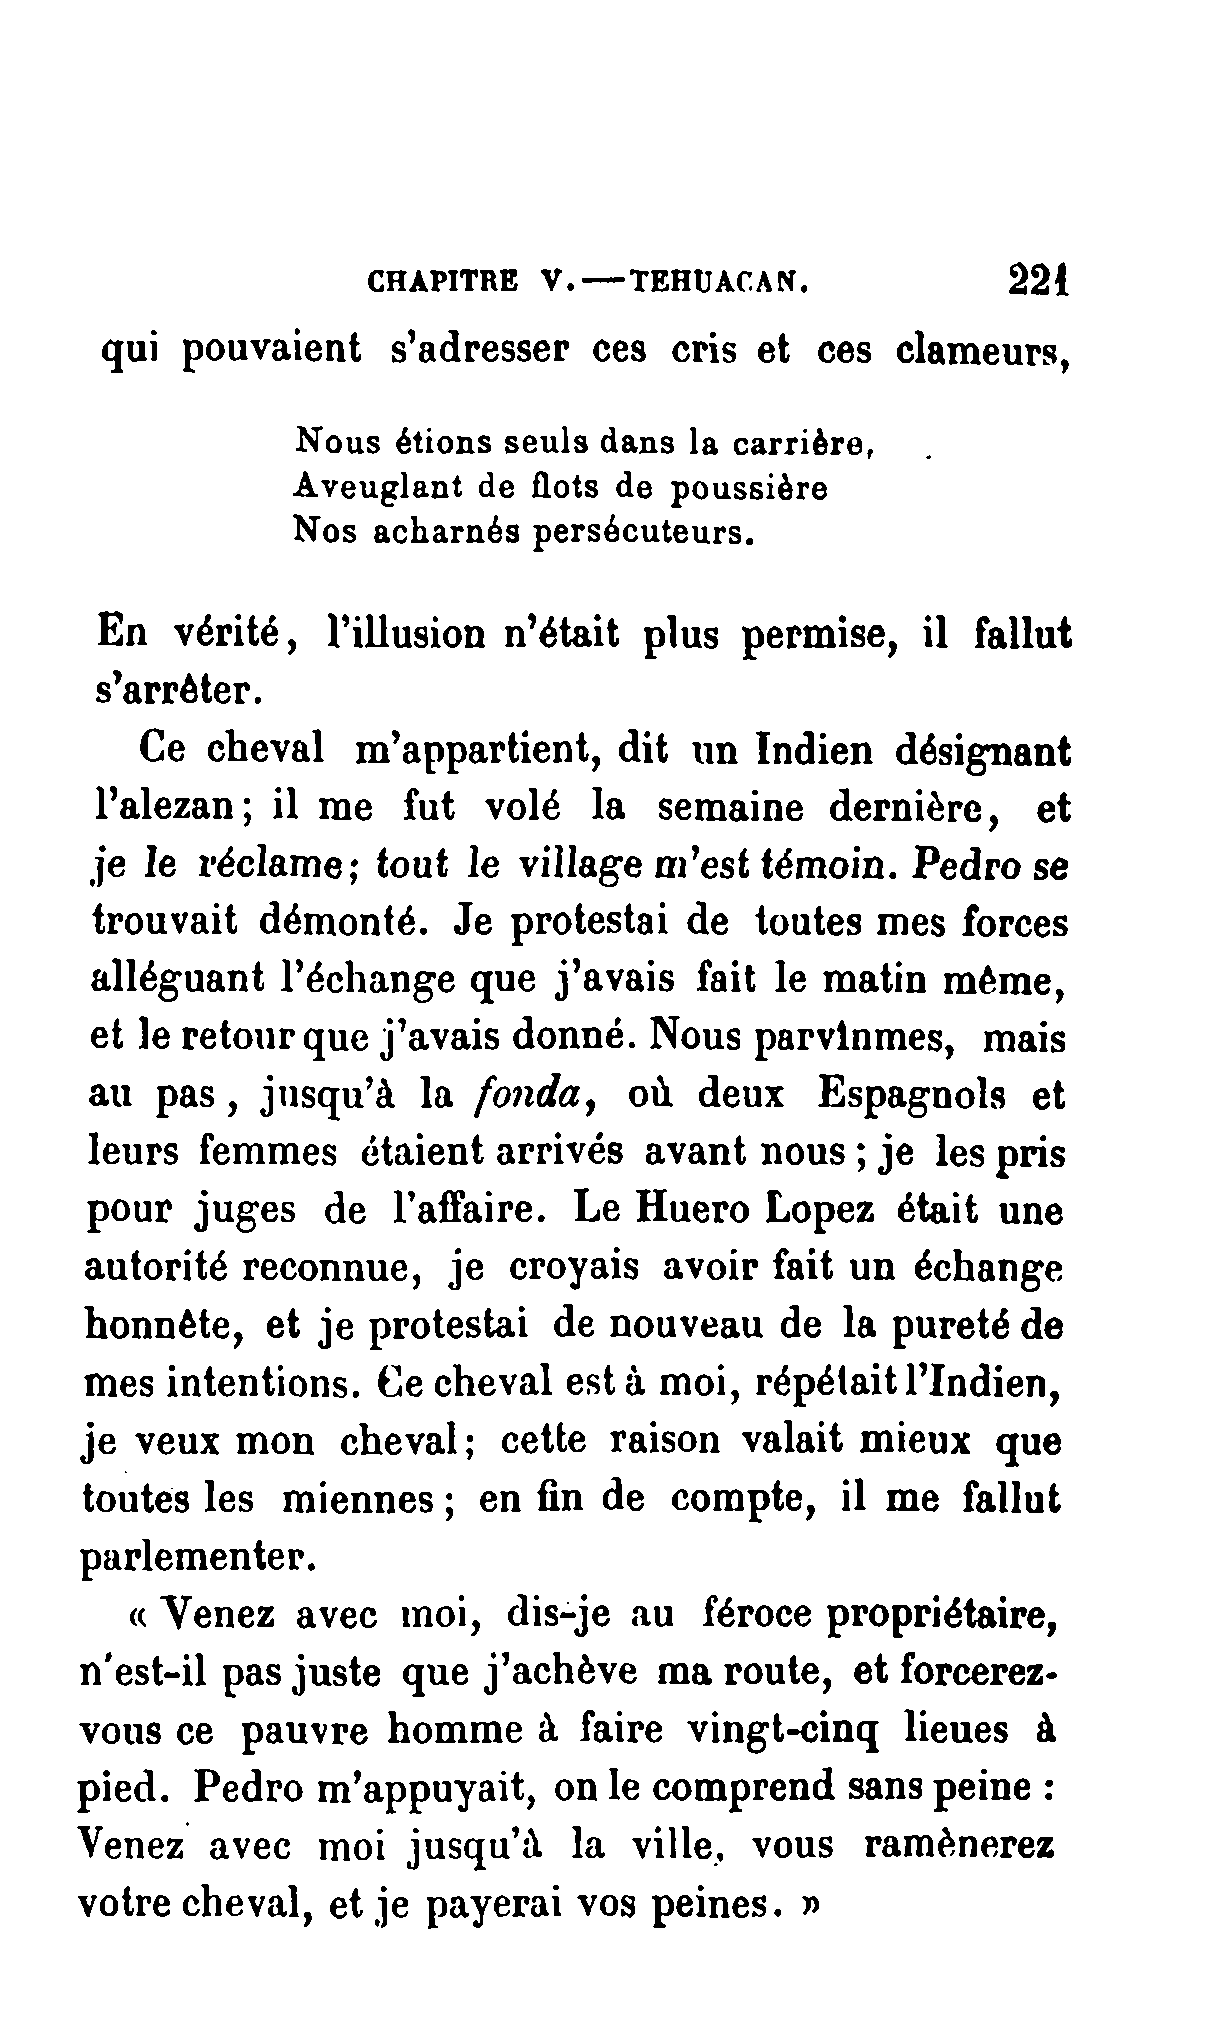 CHAPITRE V.—TEHUACAN. 221
qui pouvaient s'adresser ces cris et ces clameurs,
Nous étions seuls dans la carrière,
Aveuglant de flots de poussière
Nos acharnés persécuteurs.
En vérité, l'illusion n'était plus permise, il fallut
s'arrêter.
Ce cheval m'appartient, dit un Indien désignant
l'alezan; il me fut volé la semaine dernière, et
je le réclame; tout le village m'est témoin. Pedro se
trouvait démonté. Je protestai de toutes mes forces
alléguant l'échange que j'avais fait le matin même,
et le retour que j'avais donné. Nous parvînmes, mais
au pas, jusqu'à la fonda, où deux Espagnols et
leurs femmes étaient arrivés avant nous; je les pris
pour juges de l'affaire. Le Huero Lopez était une
autorité reconnue, je croyais avoir fait un échange
honnête, et je protestai de nouveau de la pureté de
mes intentions. Ce cheval est à moi, répétait l'Indien,
je veux mon cheval; cette raison valait mieux que
toutes les miennes; en fin de compte, il me fallut
parlementer.
« Venez avec moi, dis-je au féroce propriétaire,
n'est-il pas juste que j'achève ma route, et forcerez-
vous ce pauvre homme à faire vingt-cinq lieues à
pied. Pedro m'appuyait, on le comprend sans peine :
Venez avec moi jusqu'à la ville, vous ramènerez
votre cheval, et je payerai vos peines. »